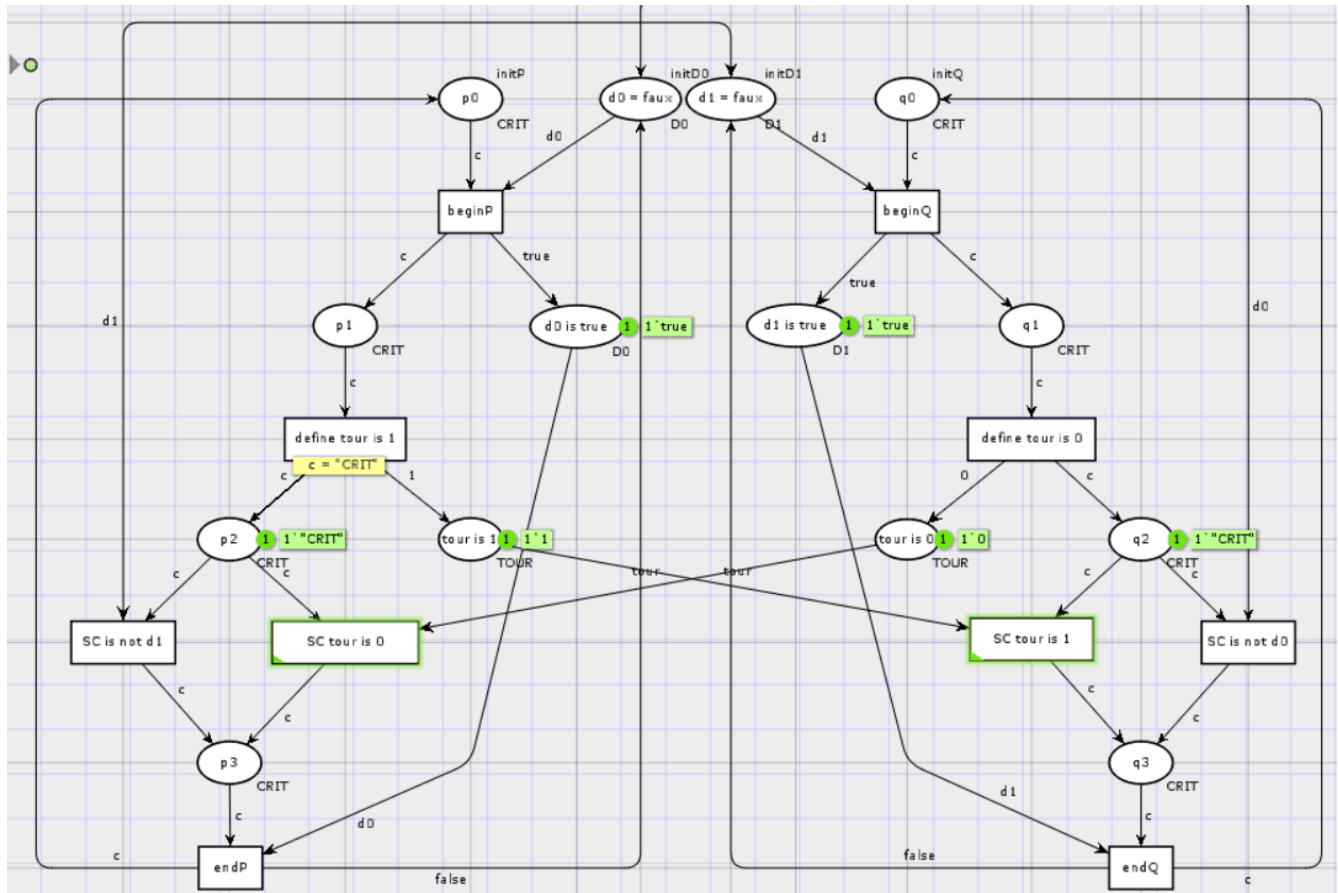 initP
initD0
initD1
initQ
p0
d0 = faux
d1 = faux
q0
CRIT
D0
D1
CRIT
d0
d1
c
c
beginP
beginQ
c
true
true
c
d1
p1
d0 is true
1
1`true
d1 is true
1
1`true
q1
d0
CRIT
D0
D1
CRIT
c
c
define tour is 1
define tour is 0
c = "CRIT"
c
1
0
c
p2
1
1`"CRIT"
tour is 1
1
1`1
tour is 0
1
1`0
q2
1
1`"CRIT"
CRIT
TOUR
TOUR
CRIT
c
c
tour
tour
c
c
SC is not d1
SC tour is 0
SC tour is 1
SC is not d0
c
c
c
c
p3
q3
CRIT
CRIT
c
d0
d1
c
c
endP
false
false
endQ
c